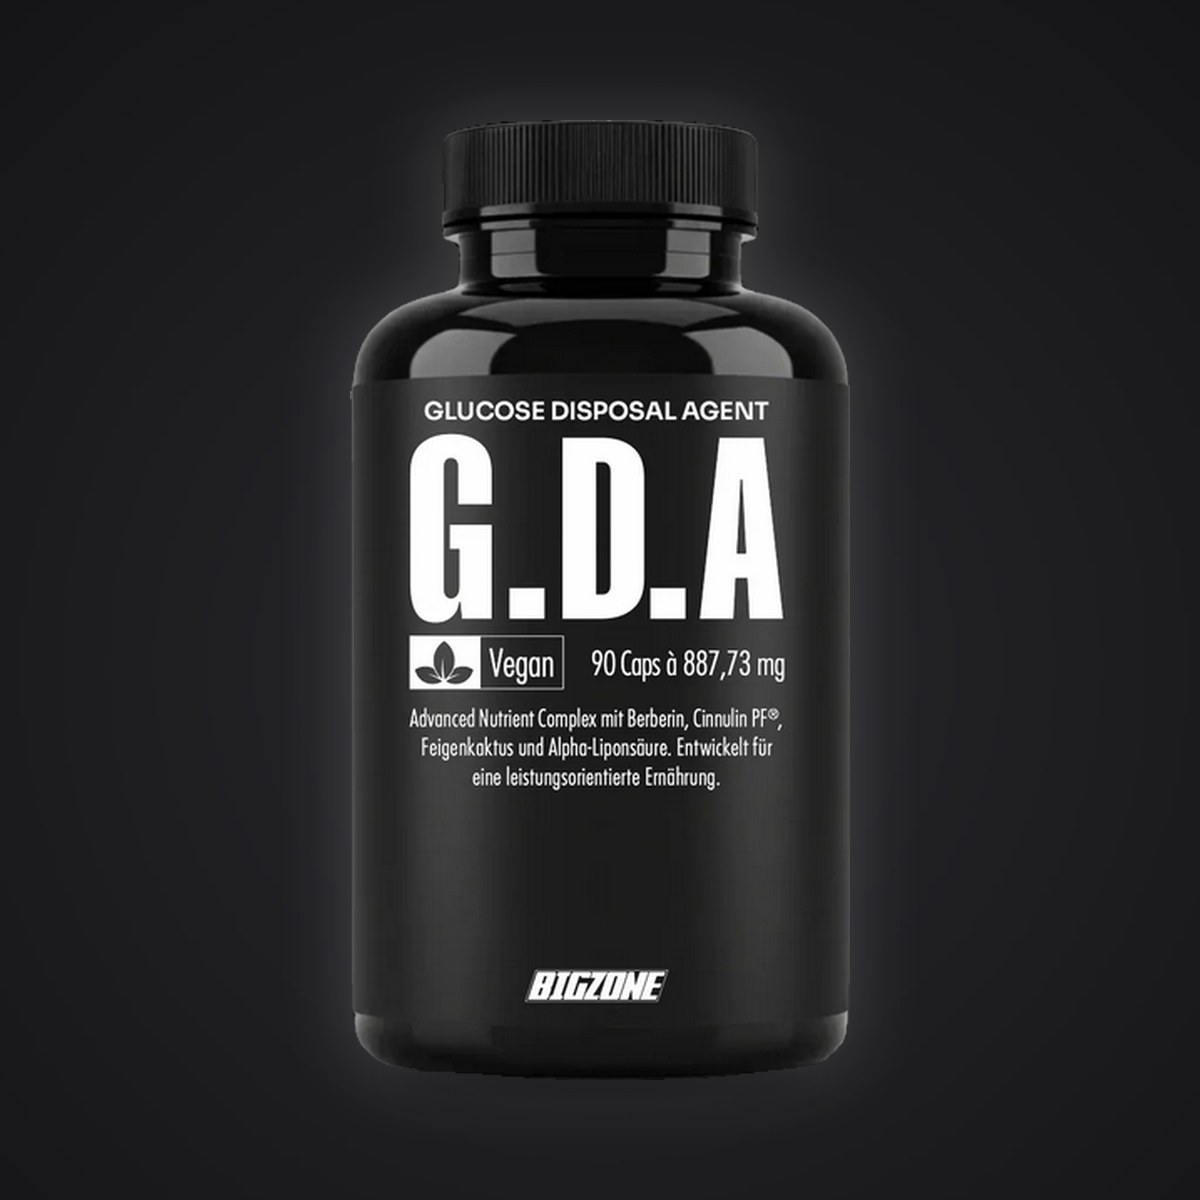 GLUCOSE DISPOSAL AGENT
G.D.A
Vegan 90 Caps à 887,73 mg
Advanced Nutrient Complex mit Berberin, Cinnulin PF®,
Feigenkaktus und Alpha-Liponsäure. Entwickelt für
eine leistungsorientierte Ernährung.
BIGZONE